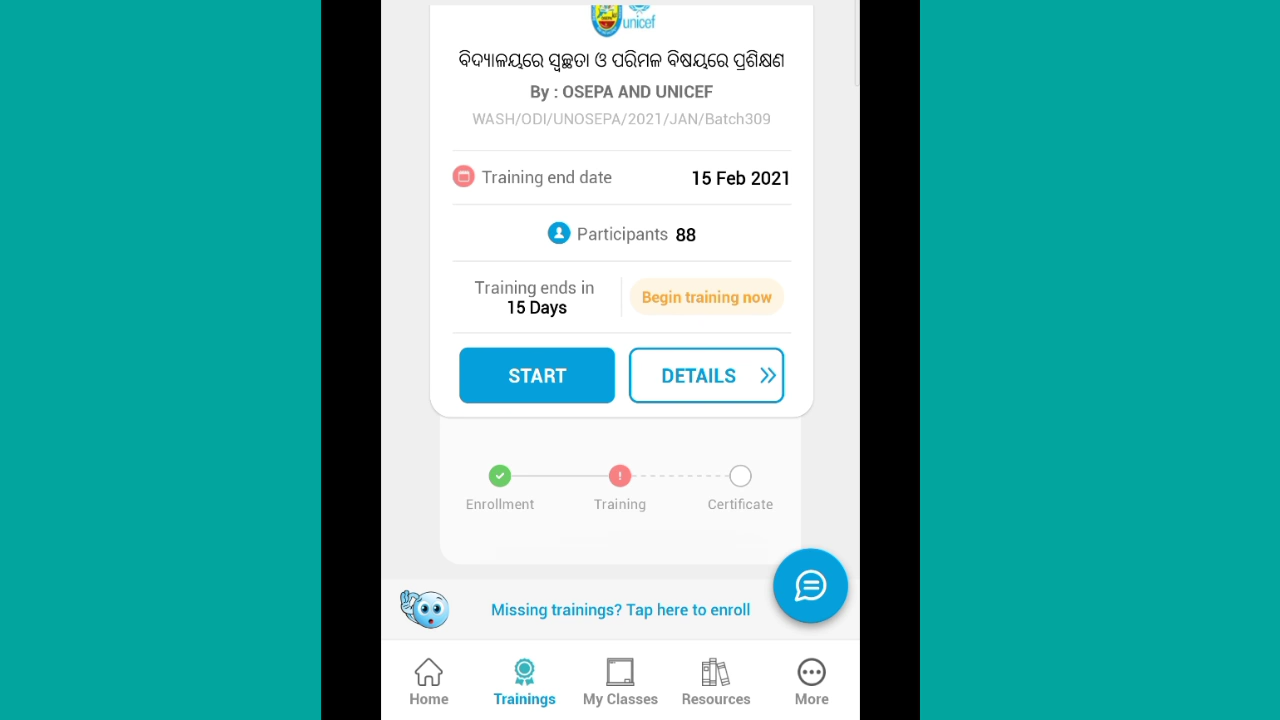 unicef
ବିଦ୍ୟାଳୟରେ ସ୍ୱଚ୍ଛତା ଓ ପରିମଳ ବିଷୟରେ ପ୍ରଶିକ୍ଷଣ
By : OSEPA AND UNICEF
WASH/ODI/UNOSEPA/2021/JAN/Batch309
Training end date 15 Feb 2021
Participants 88
Training ends in
15 Days
Begin training now
START DETAILS
Enrollment Training Certificate
Missing trainings? Tap here to enroll
Home Trainings My Classes Resources More